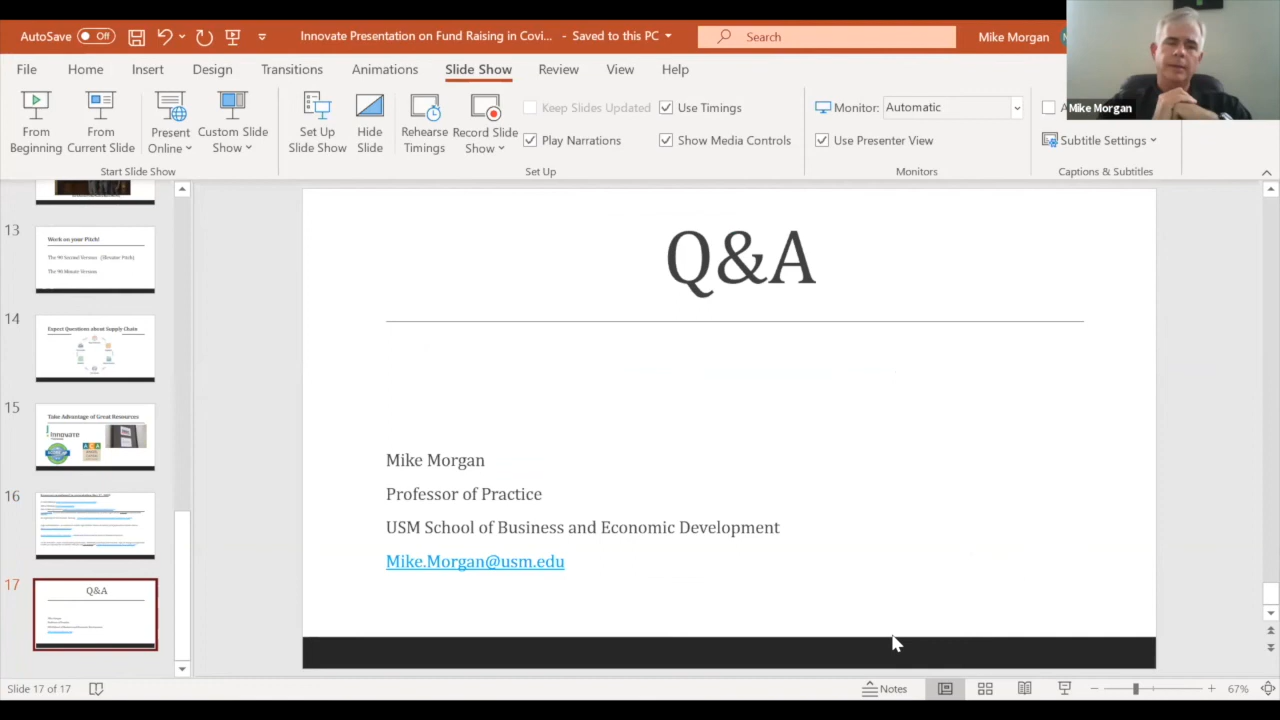 AutoSave Off Innovate Presentation on Fund Raising in Covi... - Saved to this PC Search Mike Morgan
File Home Insert Design Transitions Animations Slide Show Review View Help
From Beginning
From Current Slide
Present Online
Custom Slide Show
Set Up Slide Show
Hide Slide
Rehearse Timings
Record Slide Show
Keep Slides Updated
Use Timings
Play Narrations
Show Media Controls
Monitor: Automatic
Use Presenter View
Mike Morgan
Subtitle Settings
Start Slide Show Set Up Monitors Captions & Subtitles
13
Work on your Pitch!
The 90 Second Version (Elevator Pitch)
The 90 Minute Version
14
Expect Questions about Supply Chain
15
Take Advantage of Great Resources
Innovate
16
17
Q&A
Q&A
Mike Morgan
Professor of Practice
USM School of Business and Economic Development
Mike.Morgan@usm.edu
Slide 17 of 17 Notes 67%